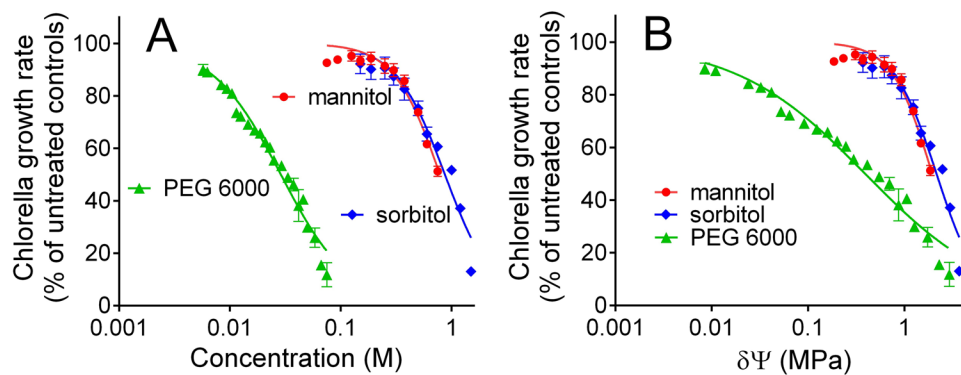 A
Chlorella growth rate
(% of untreated controls)
100
80
60
40
20
0
mannitol
PEG 6000
sorbitol
0.001
0.01
0.1
1
Concentration (M)
B
Chlorella growth rate
(% of untreated controls)
100
80
60
40
20
0
mannitol
sorbitol
PEG 6000
0.001
0.01
0.1
1
δΨ (MPa)